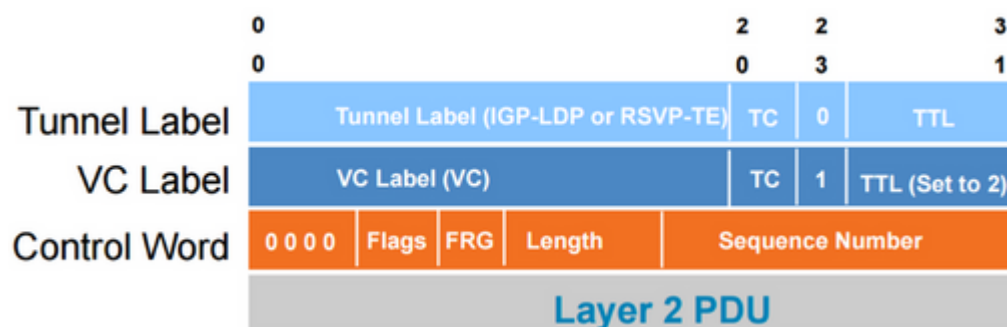 0 2 2 3
0 0 3 1
Tunnel Label Tunnel Label (IGP-LDP or RSVP-TE) TC 0 TTL
VC Label VC Label (VC) TC 1 TTL (Set to 2)
Control Word 0 0 0 0 Flags FRG Length Sequence Number
Layer 2 PDU